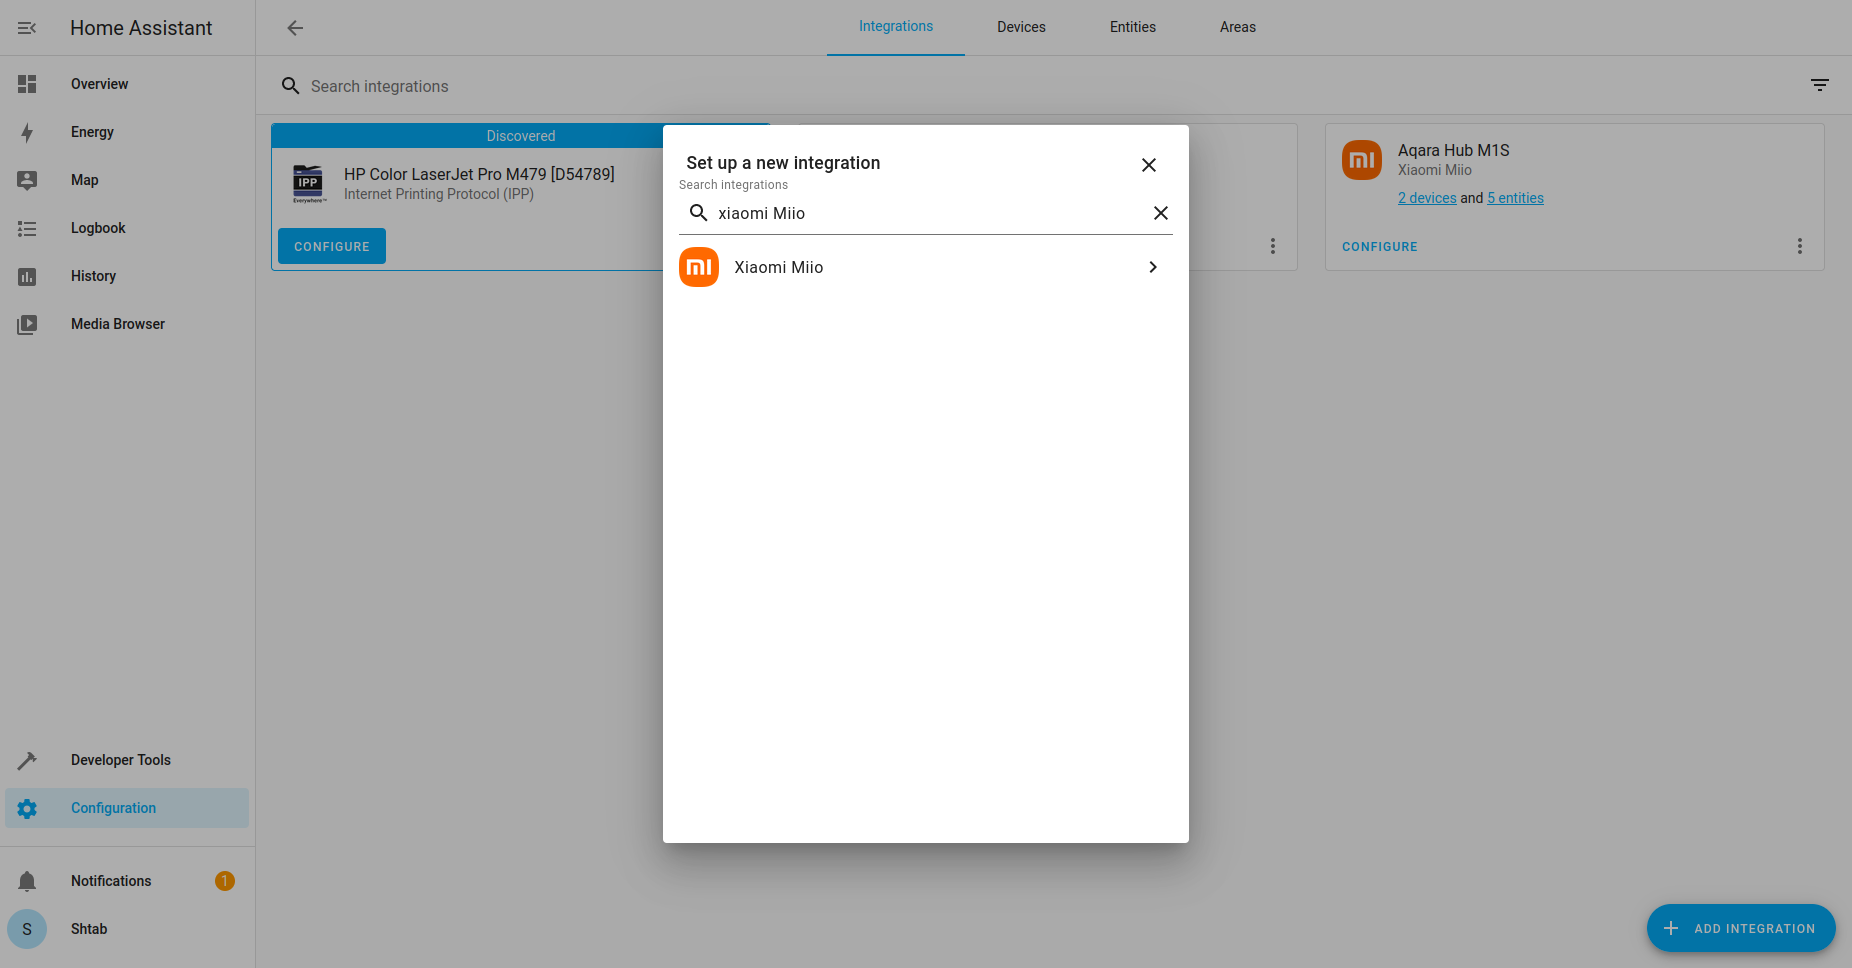 Home Assistant
Overview
Energy
Map
Logbook
History
Media Browser
Developer Tools
Configuration
Notifications
1
S
Shtab
Integrations
Devices
Entities
Areas
Search integrations
Discovered
IPP
Everywhere™
HP Color LaserJet Pro M479 [D54789]
Internet Printing Protocol (IPP)
CONFIGURE
Set up a new integration
Search integrations
xiaomi Miio
Xiaomi Miio
Aqara Hub M1S
Xiaomi Miio
2 devices and 5 entities
CONFIGURE
ADD INTEGRATION